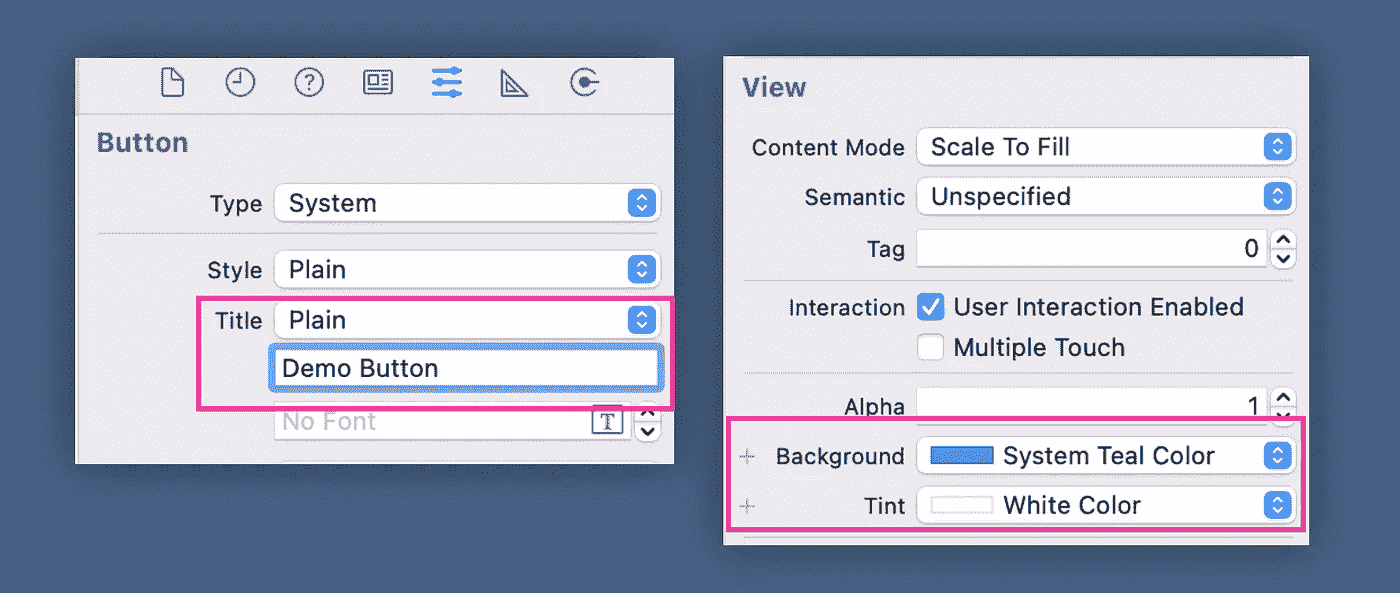 Button
Type System
Style Plain
Title Plain
Demo Button
No Font T
View
Content Mode Scale To Fill
Semantic Unspecified
Tag 0
Interaction User Interaction Enabled
Multiple Touch
Alpha 1
Background System Teal Color
Tint White Color